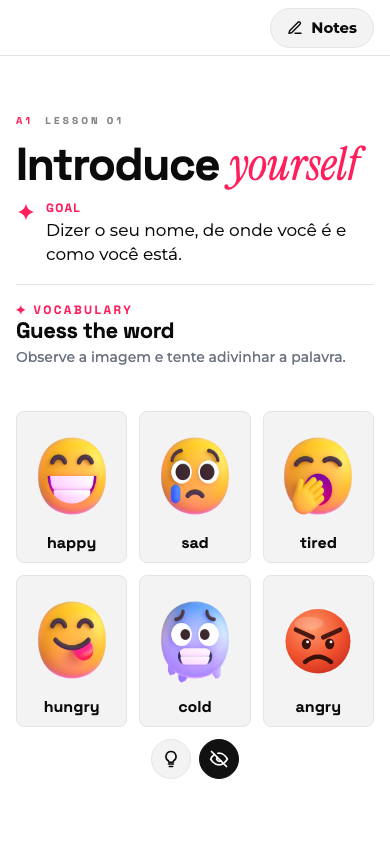 Notes
A1 LESSON 01
Introduce yourself
GOAL
Dizer o seu nome, de onde você é e
como você está.
VOCABULARY
Guess the word
Observe a imagem e tente adivinhar a palavra.
happy
sad
tired
hungry
cold
angry